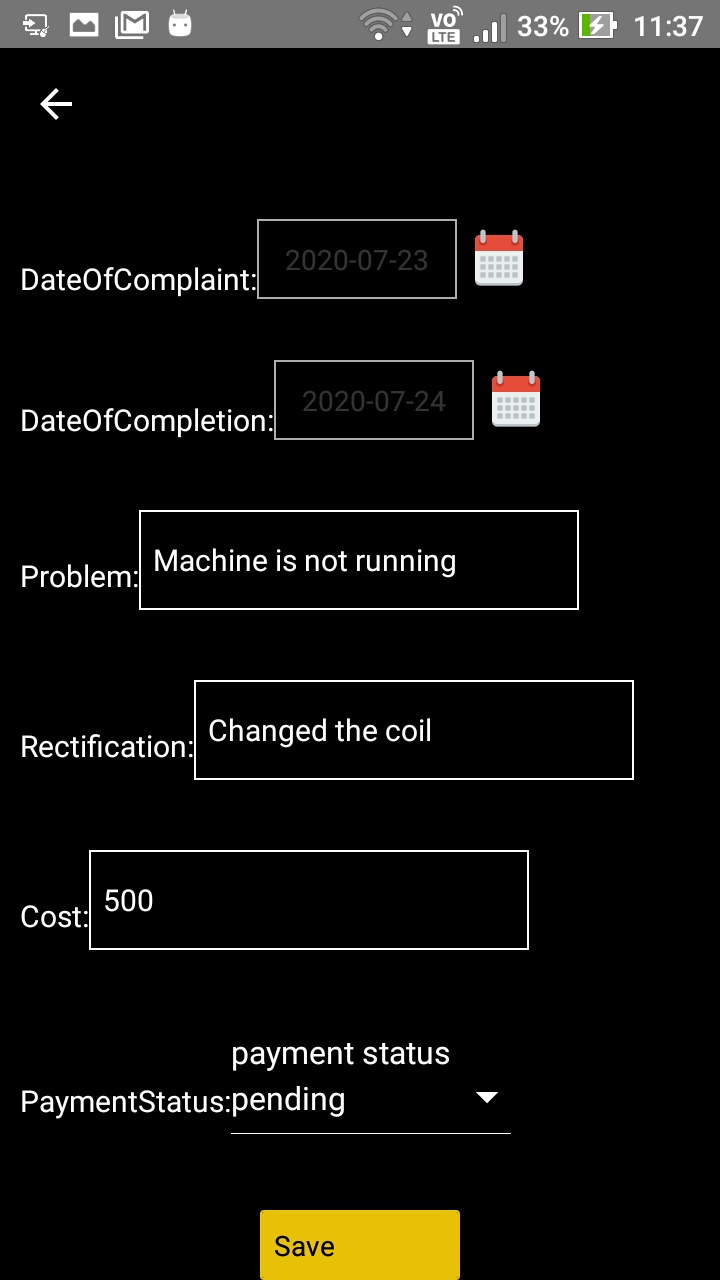 VO LTE 33% 11:37
DateOfComplaint: 2020-07-23
DateOfCompletion: 2020-07-24
Problem: Machine is not running
Rectification: Changed the coil
Cost: 500
payment status
PaymentStatus: pending
Save